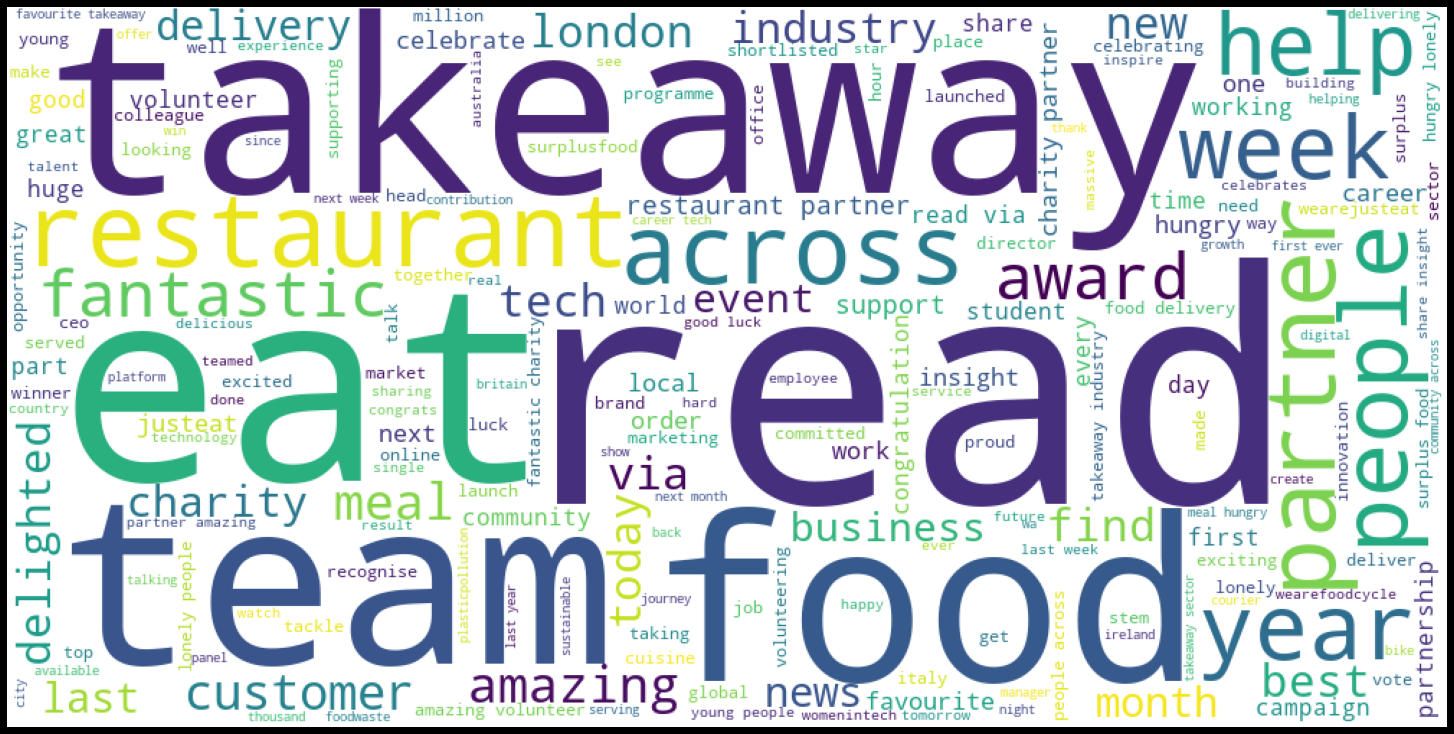 favourite takeaway
million
delivering
delivery
industry
share
new
help
young
offer
well
experience
celebrate
london
shortlisted
star
place
celebrating
inspire
takeaway
make
good
volunteer
colleague
supporting
australia
see
programme
hour
office
launched
charity partner
one
building
working
helping
surplus
hungry lonely
great
win
looking
since
surplusfood
thank
massive
week
talent
huge
next week
head
contribution
restaurant partner
read via
time
celebrates
need
career
wearejusteat
sector
restaurant
career tech
across
director
hungry
way
growth
first ever
opportunity
together
real
fantastic
tech
world
event
support
student
award
food delivery
partner
people
share insight
ceo
delicious
talk
good luck
congratulation
every
takeaway industry
digital
served
part
teamed
eat
read
platform
excited
market
britain
fantastic charity
local
employee
insight
service
day
winner
done
sharing
brand
hard
country
justeat
congrats
luck
order
technology
next
marketing
committed
work
proud
made
online
single
show
via
innovation
surplus food
community across
delighted
charity
meal
launch
next month
create
partner amazing
result
community
today
back
business
future
wa
find
meal hungry
first
team
food
ever
last week
exciting
deliver
talking
lonely people
recognise
plasticpollution
last year
sustainable
journey
volunteering
job
happy
people across
stem
takeaway sector
lonely
wearefoodcycle
courier
partnership
watch
tackle
taking
get
ireland
year
top
panel
cuisine
bike
available
city
last
customer
amazing
global
news
italy
favourite
manager
month
best
vote
thousand
foodwaste
amazing volunteer
serving
young people
womenintech
tomorrow
night
campaign